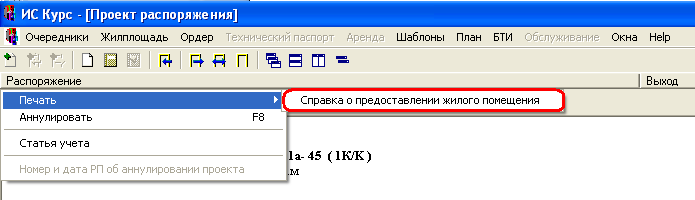 ИС Курс - [Проект распоряжения]
Очередники Жилплощадь Ордер Технический паспорт Аренда Шаблоны План БТИ Обслуживание Окна Help
Распоряжение Выход
Печать Справка о предоставлении жилого помещения
Аннулировать F8
Статья учета
1а- 45 ( 1К/К )
м
Номер и дата РП об аннулировании проекта